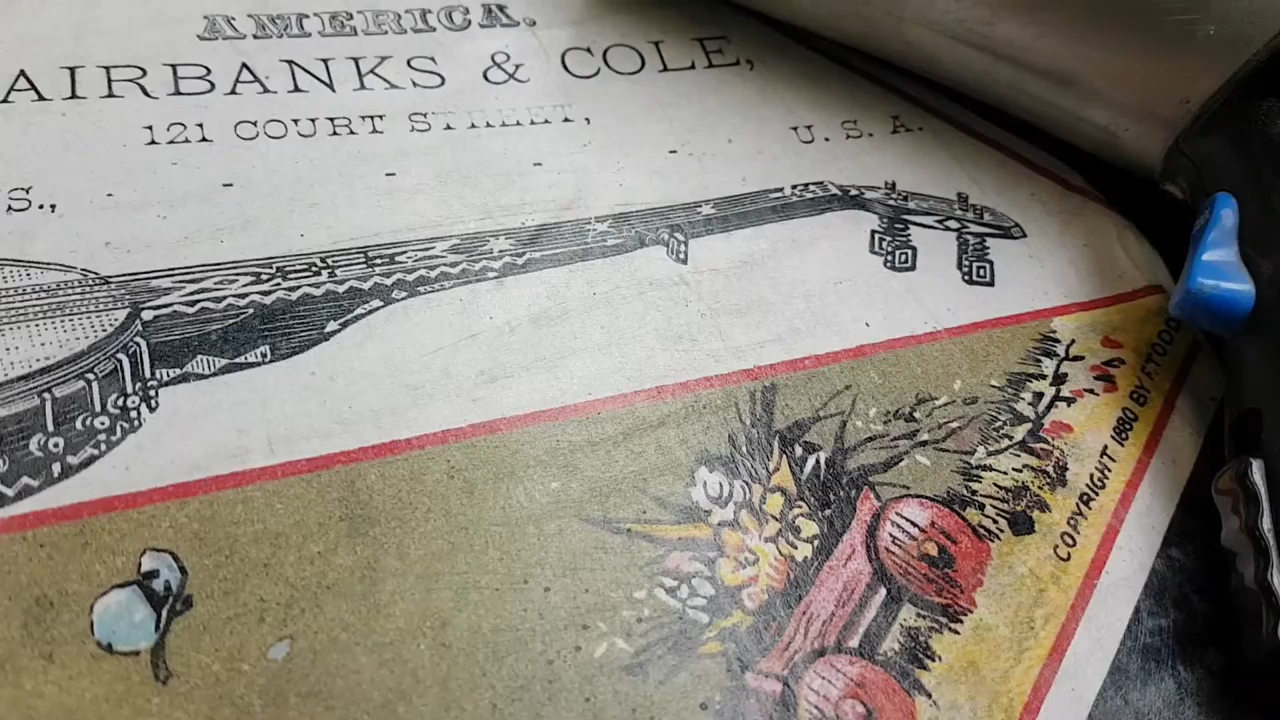 AMERICA.
AIRBANKS & COLE,
121 COURT STREET,
S., - - - - - U. S. A.
COPYRIGHT 1880 BY F.TODD